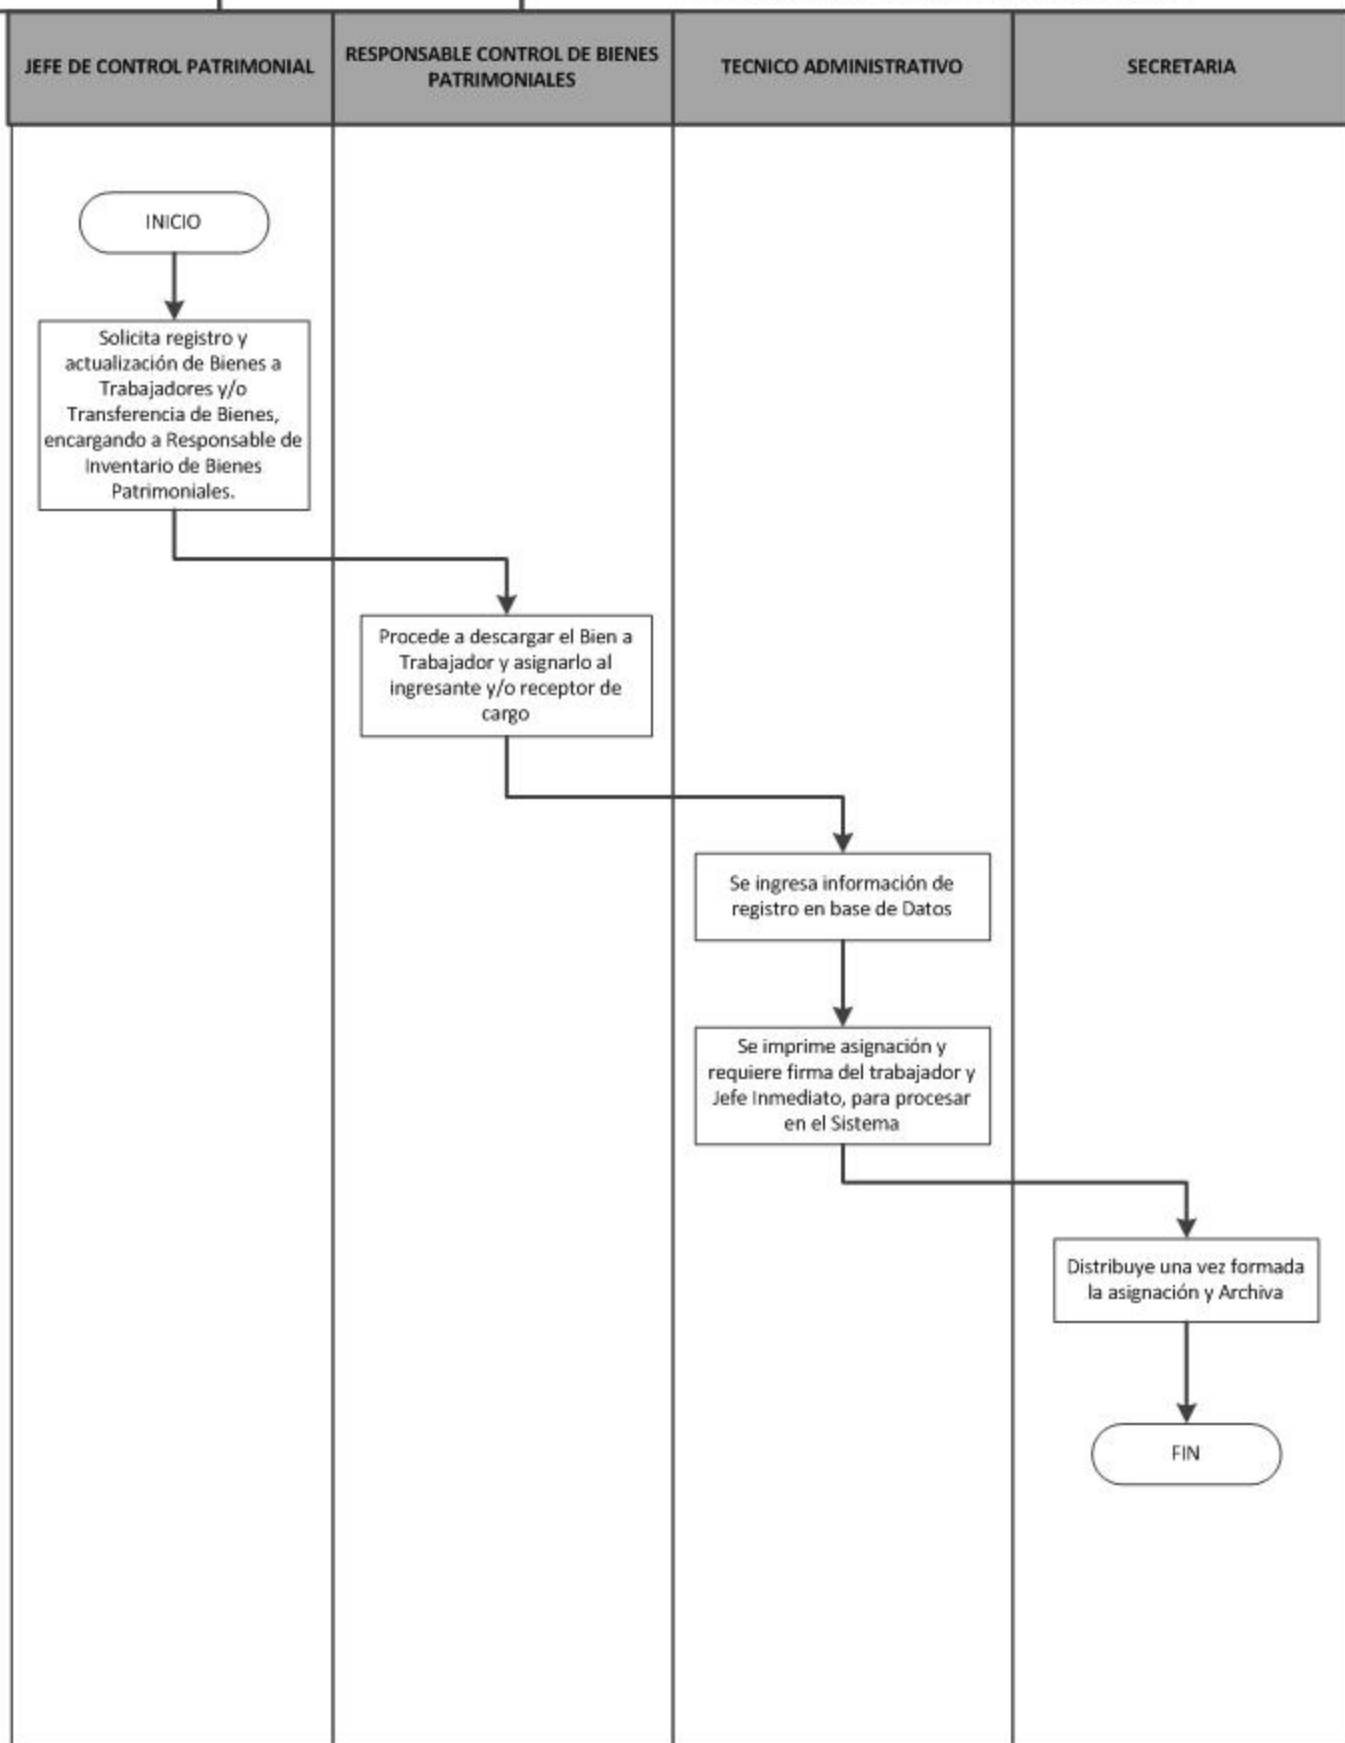 JEFE DE CONTROL PATRIMONIAL
RESPONSABLE CONTROL DE BIENES
PATRIMONIALES
TECNICO ADMINISTRATIVO
SECRETARIA
INICIO
Solicita registro y
actualización de Bienes a
Trabajadores y/o
Transferencia de Bienes,
encargando a Responsable de
Inventario de Bienes
Patrimoniales.
Procede a descargar el Bien a
Trabajador y asignarlo al
ingresante y/o receptor de
cargo
Se ingresa información de
registro en base de Datos
Se imprime asignación y
requiere firma del trabajador y
Jefe Inmediato, para procesar
en el Sistema
Distribuye una vez formada
la asignación y Archiva
FIN